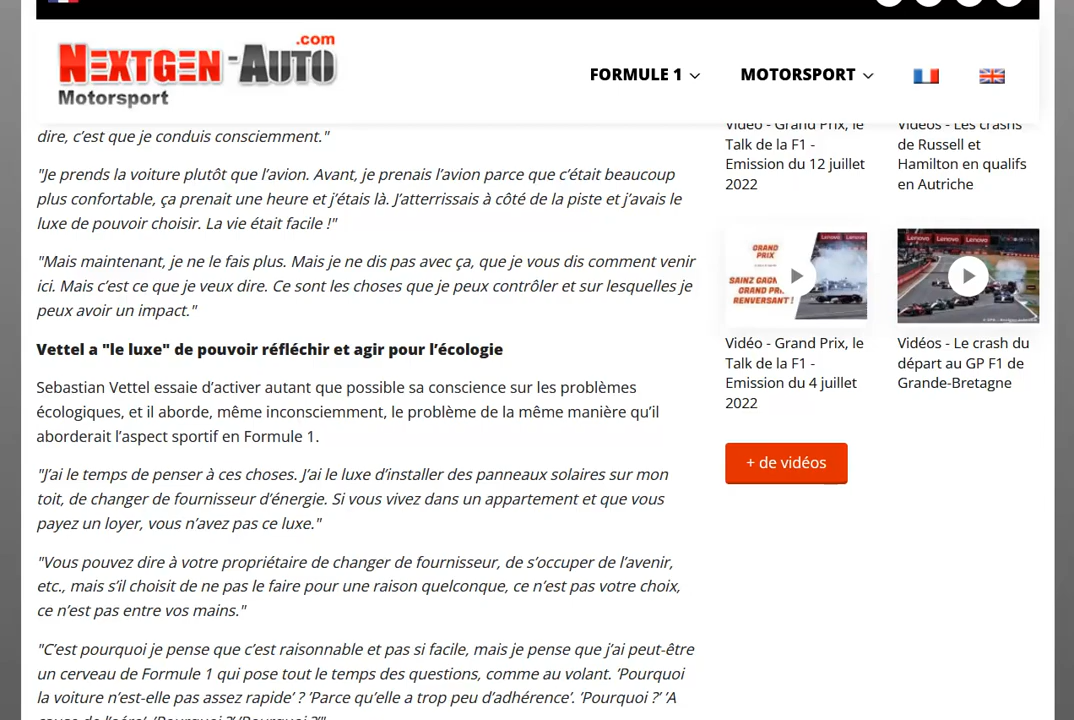 .com
NEXTGEN-AUTO
Motorsport
FORMULE 1
MOTORSPORT
dire, c’est que je conduis consciemment."
"Je prends la voiture plutôt que l’avion. Avant, je prenais l’avion parce que c’était beaucoup
plus confortable, ça prenait une heure et j’étais là. J’atterrissais à côté de la piste et j’avais le
luxe de pouvoir choisir. La vie était facile !"
"Mais maintenant, je ne le fais plus. Mais je ne dis pas avec ça, que je vous dis comment venir
ici. Mais c’est ce que je veux dire. Ce sont les choses que je peux contrôler et sur lesquelles je
peux avoir un impact."
Vettel a "le luxe" de pouvoir réfléchir et agir pour l’écologie
Sebastian Vettel essaie d’activer autant que possible sa conscience sur les problèmes
écologiques, et il aborde, même inconsciemment, le problème de la même manière qu’il
aborderait l’aspect sportif en Formule 1.
"J’ai le temps de penser à ces choses. J’ai le luxe d’installer des panneaux solaires sur mon
toit, de changer de fournisseur d’énergie. Si vous vivez dans un appartement et que vous
payez un loyer, vous n’avez pas ce luxe."
"Vous pouvez dire à votre propriétaire de changer de fournisseur, de s’occuper de l’avenir,
etc., mais s’il choisit de ne pas le faire pour une raison quelconque, ce n’est pas votre choix,
ce n’est pas entre vos mains."
"C’est pourquoi je pense que c’est raisonnable et pas si facile, mais je pense que j’ai peut-être
un cerveau de Formule 1 qui pose tout le temps des questions, comme au volant. ’Pourquoi
la voiture n’est-elle pas assez rapide’ ? ’Parce qu’elle a trop peu d’adhérence’. ’Pourquoi ?’ ’A
cause de l’aéro’. ’Pourquoi ?’ ’Pourquoi ?’"
Vidéo - Grand Prix, le
Talk de la F1 -
Emission du 12 juillet
2022
Vidéos - Les crashs
de Russell et
Hamilton en qualifs
en Autriche
GRAND
PRIX
SAINZ GAGN
GRAND PRI
RENVERSANT !
Lenovo Lenovo
Lenovo Lenovo Lenovo
Vidéo - Grand Prix, le
Talk de la F1 -
Emission du 4 juillet
2022
Vidéos - Le crash du
départ au GP F1 de
Grande-Bretagne
+ de vidéos